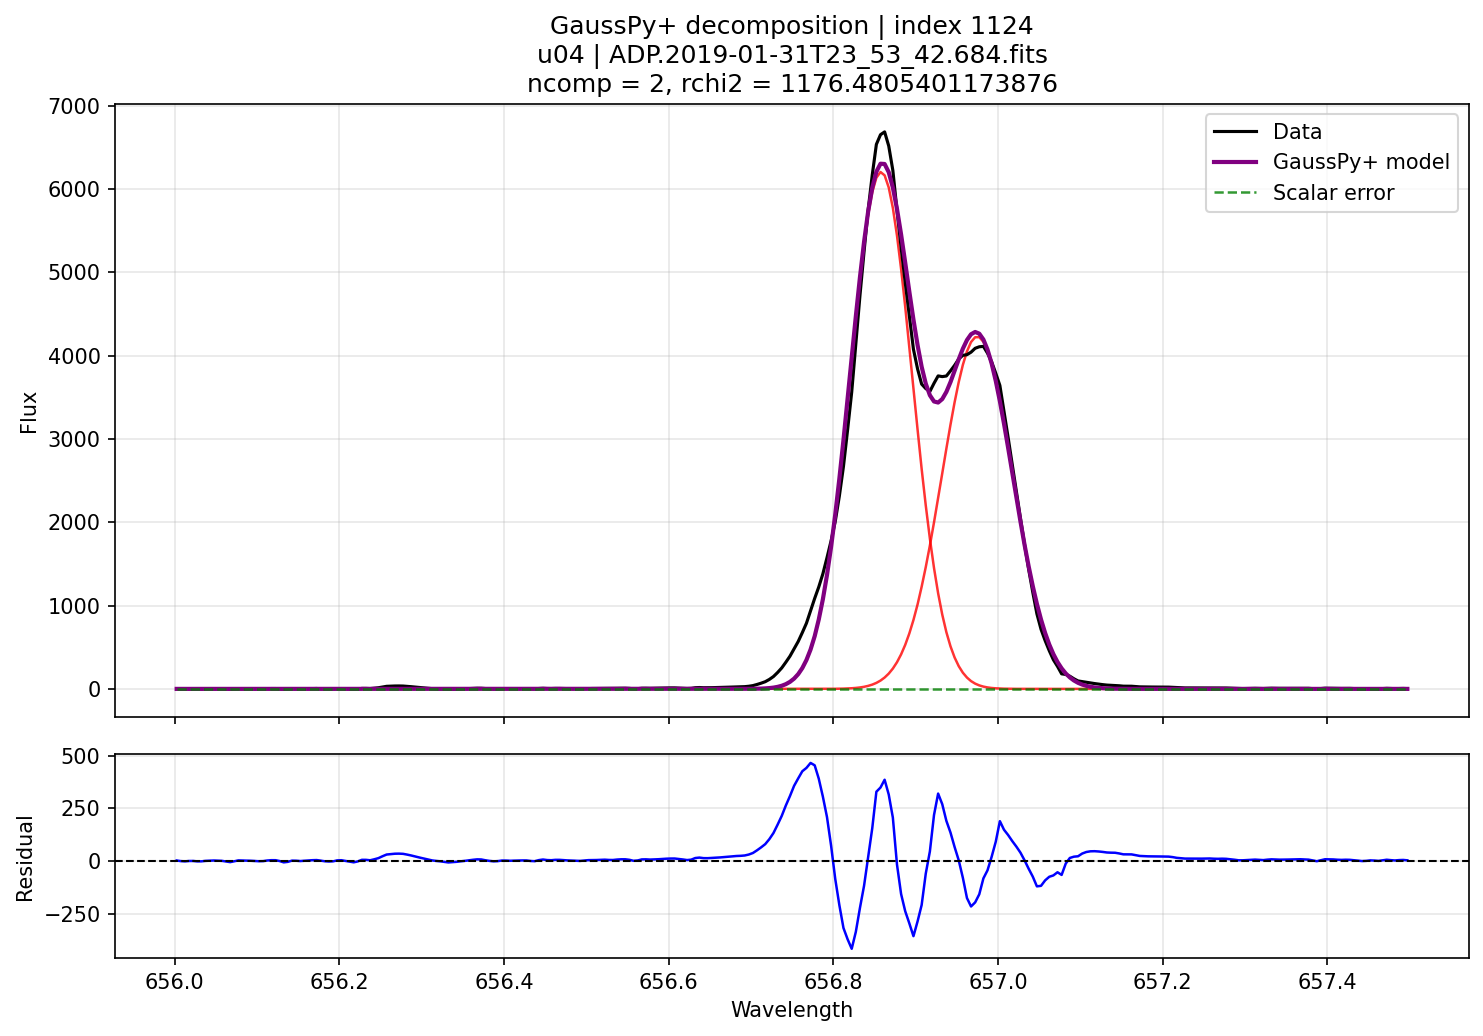 GaussPy+ decomposition | index 1124
u04 | ADP.2019-01-31T23_53_42.684.fits
ncomp = 2, rchi2 = 1176.4805401173876
7000
6000
5000
4000
3000
2000
1000
0
Flux
Data
GaussPy+ model
Scalar error
500
250
0
−250
Residual
656.0
656.2
656.4
656.6
656.8
657.0
657.2
657.4
Wavelength